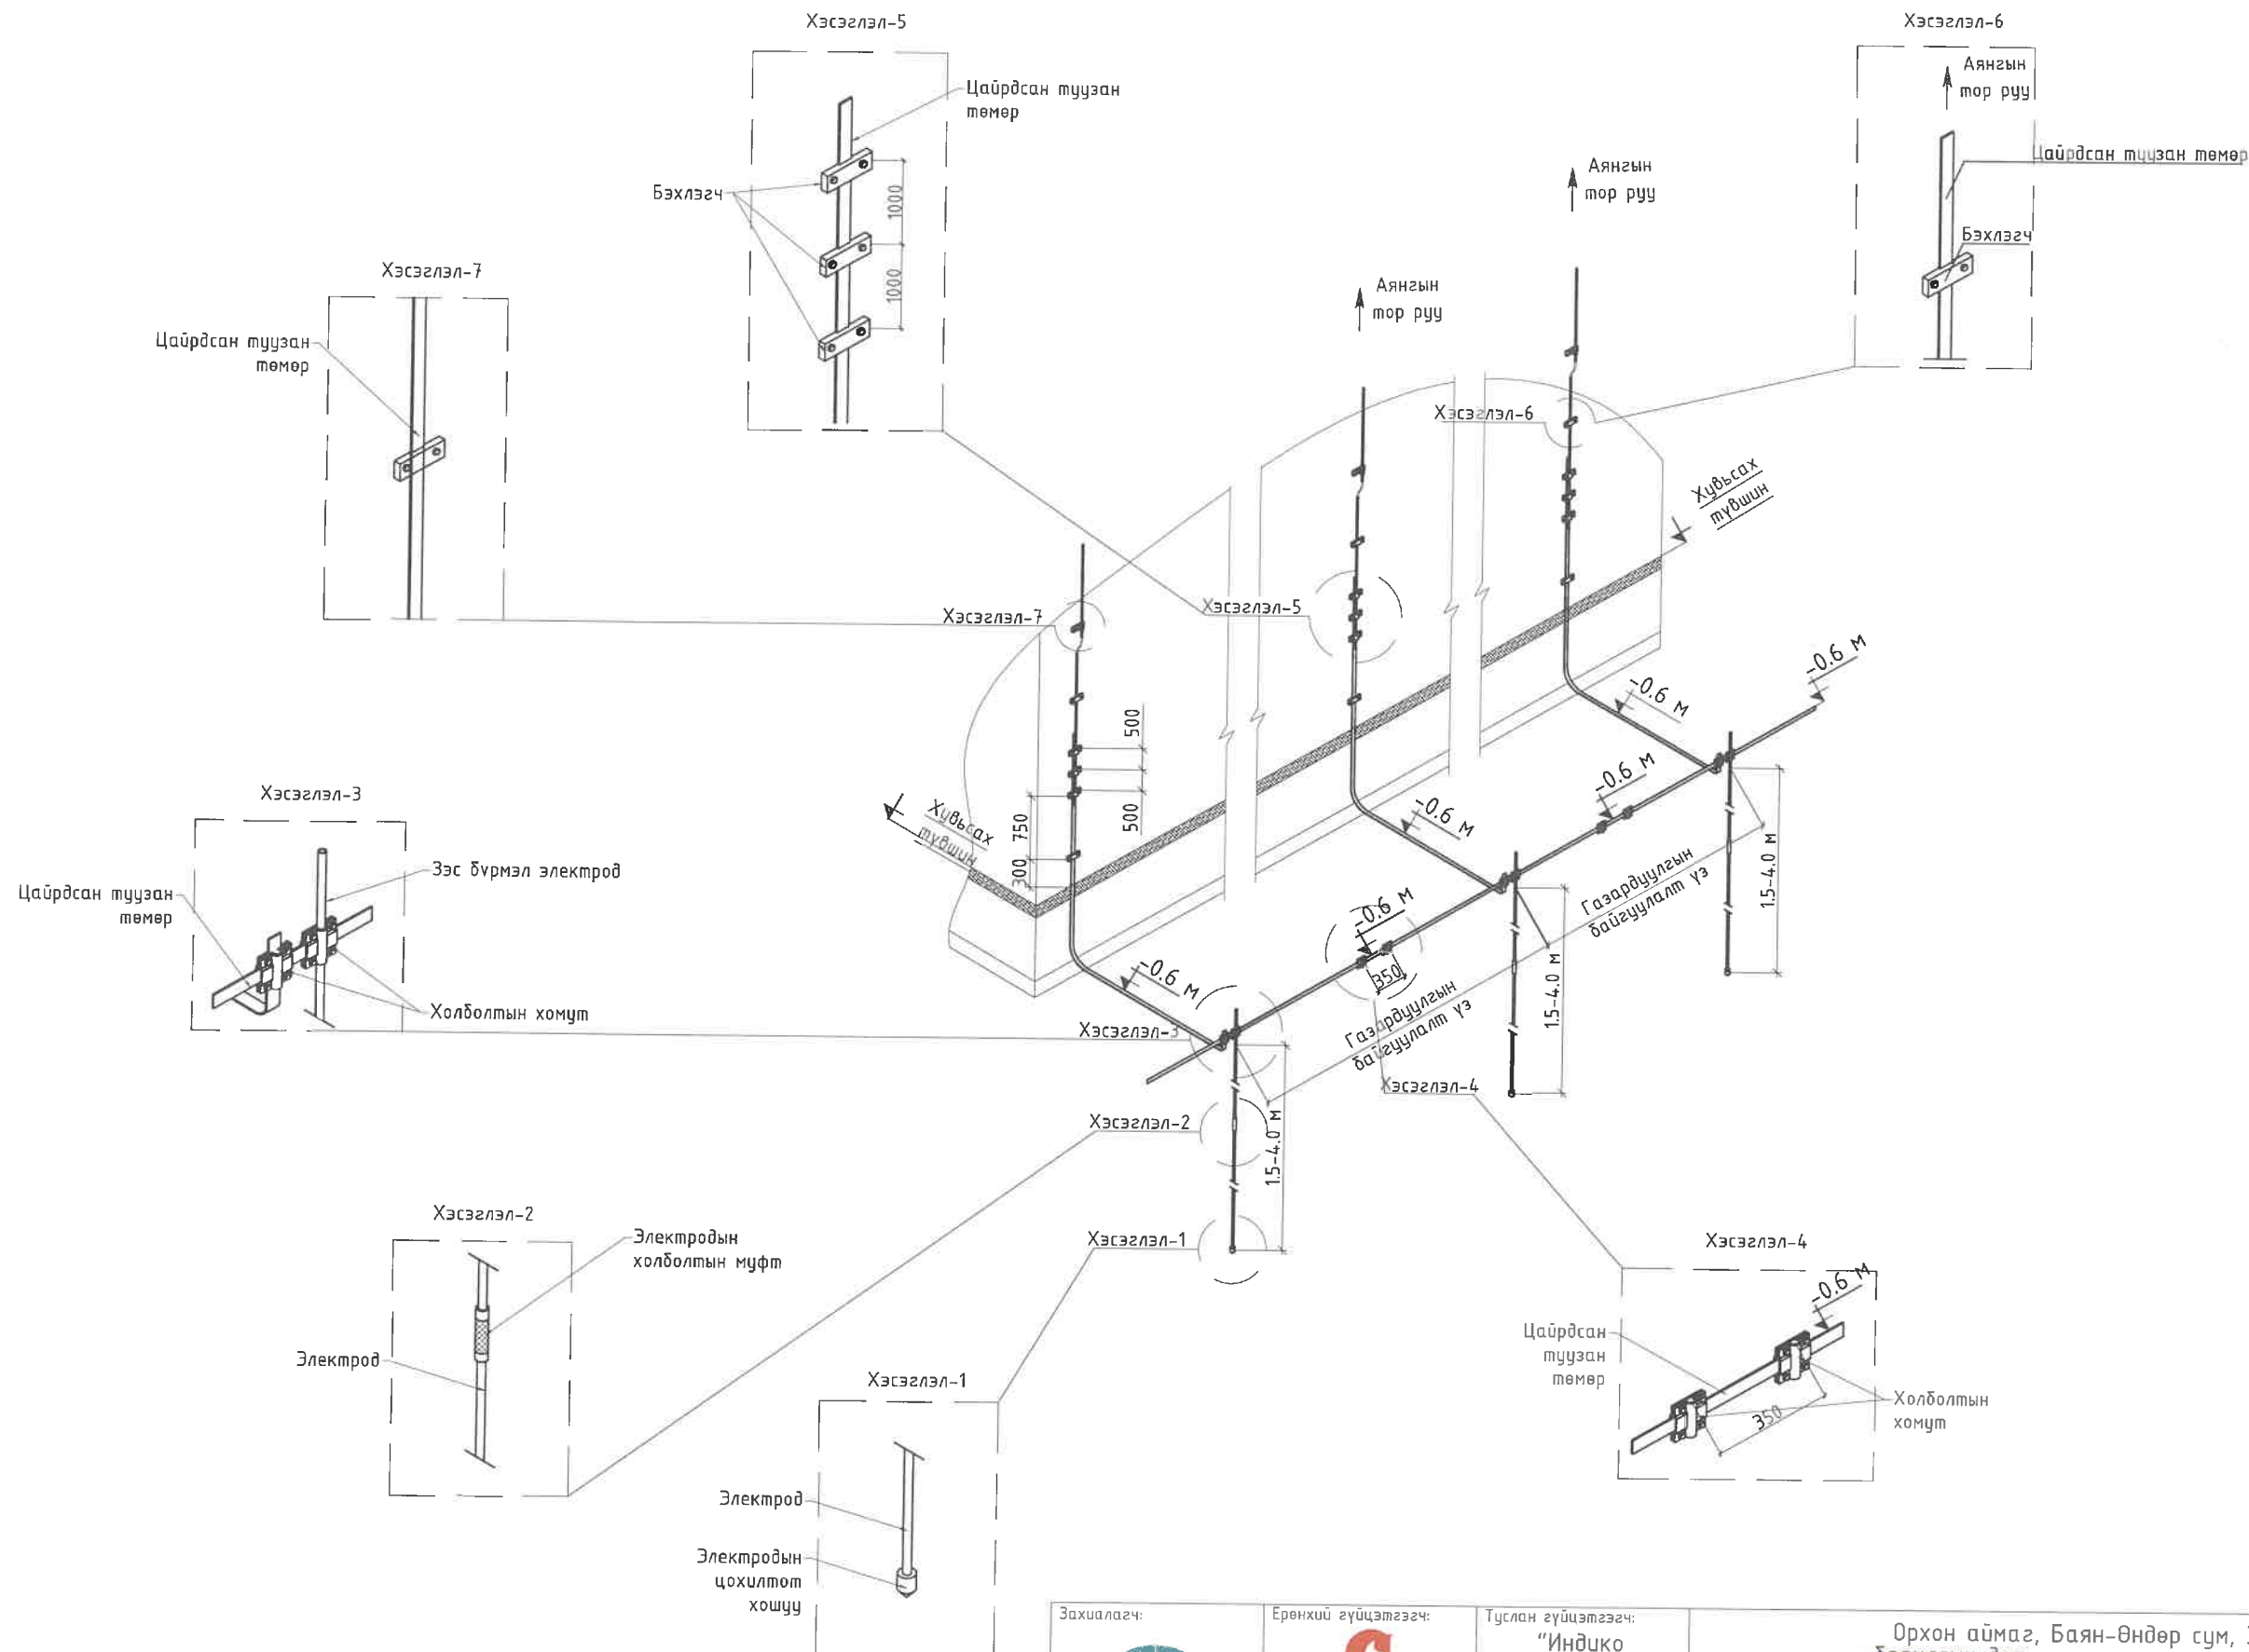 Хэсэглэл-5
Хэсэглэл-6
Цайрдсан туузан
төмөр
Бэхлэгч
1000
1000
Аянгын
тор руу
Цайрдсан туузан төмөр
Бэхлэгч
Аянгын
тор руу
Аянгын
тор руу
Хэсэглэл-7
Цайрдсан туузан
төмөр
Хэсэглэл-6
Хувьсах
түвшин
Хэсэглэл-5
Хэсэглэл-7
-0.6 м
-0.6 м
-0.6 м
-0.6 м
500
500
750
300
Хувьсах
түвшин
Хэсэглэл-3
Зэс бүрмэл электрод
Цайрдсан туузан
төмөр
Холболтын хомут
1.5-4.0 м
Газардуулгын
байгуулалт үз
-0.6 м
350
1.5-4.0 м
Газардуулгын
байгуулалт үз
-0.6 м
Хэсэглэл-3
Хэсэглэл-4
Хэсэглэл-2
1.5-4.0 м
Хэсэглэл-1
Хэсэглэл-2
Электродын
холболтын муфт
Электрод
Хэсэглэл-4
-0.6 м
Цайрдсан
туузан
төмөр
350
Холболтын
хомут
Хэсэглэл-1
Электрод
Электродын
цохилтот
хошуу
Захиалагч:
Ерөнхий гүйцэтгэгч:
Туслан гүйцэтгэгч:
"Индико
Орхон аймаг, Баян-Өндөр сум,